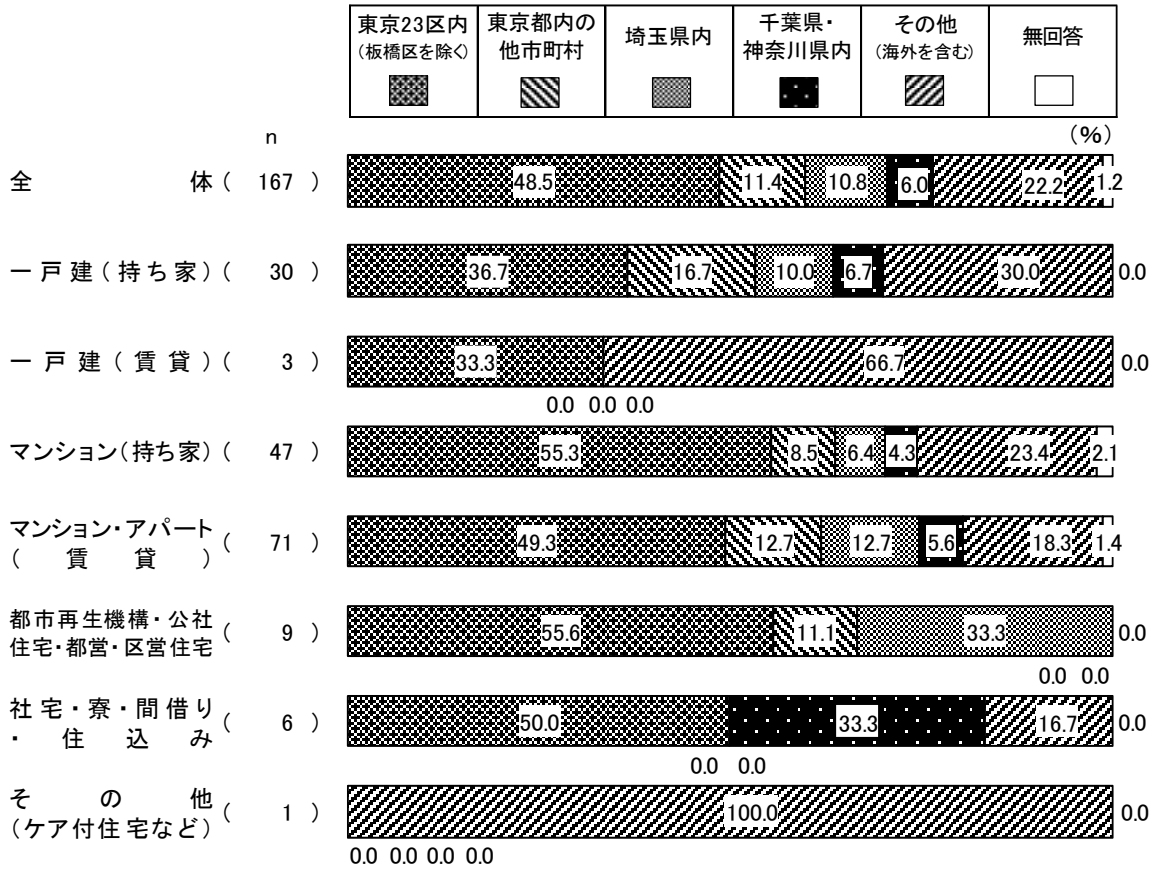 東京23区内 東京都内の 埼玉県内 千葉県・ その他 無回答
(板橋区を除く) 他市町村 神奈川県内 (海外を含む)
n (%)
全体 ( 167 ) 48.5 11.4 10.8 6.0 22.2 1.2
一戸建(持ち家) ( 30 ) 36.7 16.7 10.0 6.7 30.0 0.0
一戸建(賃貸) ( 3 ) 33.3 66.7 0.0
0.0 0.0 0.0
マンション(持ち家) ( 47 ) 55.3 8.5 6.4 4.3 23.4 2.1
マンション・アパート
(賃貸) ( 71 ) 49.3 12.7 12.7 5.6 18.3 1.4
都市再生機構・公社
住宅・都営・区営住宅 ( 9 ) 55.6 11.1 33.3 0.0
0.0 0.0
社宅・寮・間借り
・住込み ( 6 ) 50.0 33.3 16.7 0.0
0.0 0.0
その他
(ケア付住宅など) ( 1 ) 100.0 0.0
0.0 0.0 0.0 0.0